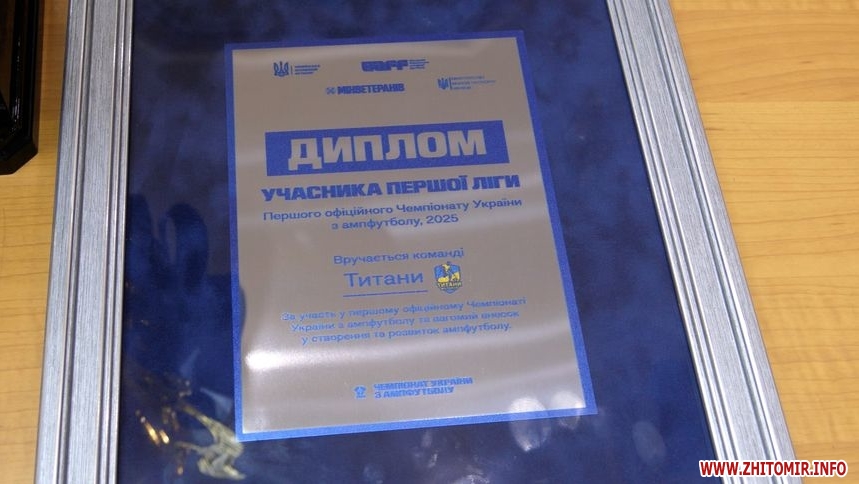 МІНВЕТЕРАНІВ
ДИПЛОМ
УЧАСНИКА ПЕРШОЇ ЛІГИ
Першого офіційного Чемпіонату України
з ампфутболу, 2025
Вручається команді
Титани
ТИТАНИ
За участь у першому офіційному Чемпіонаті
України з ампфутболу та вагомий внесок
у створення та розвиток ампфутболу.
ЧЕМПІОНАТ УКРАЇНИ
З АМПФУТБОЛУ
WWW.ZHITOMIR.INFO